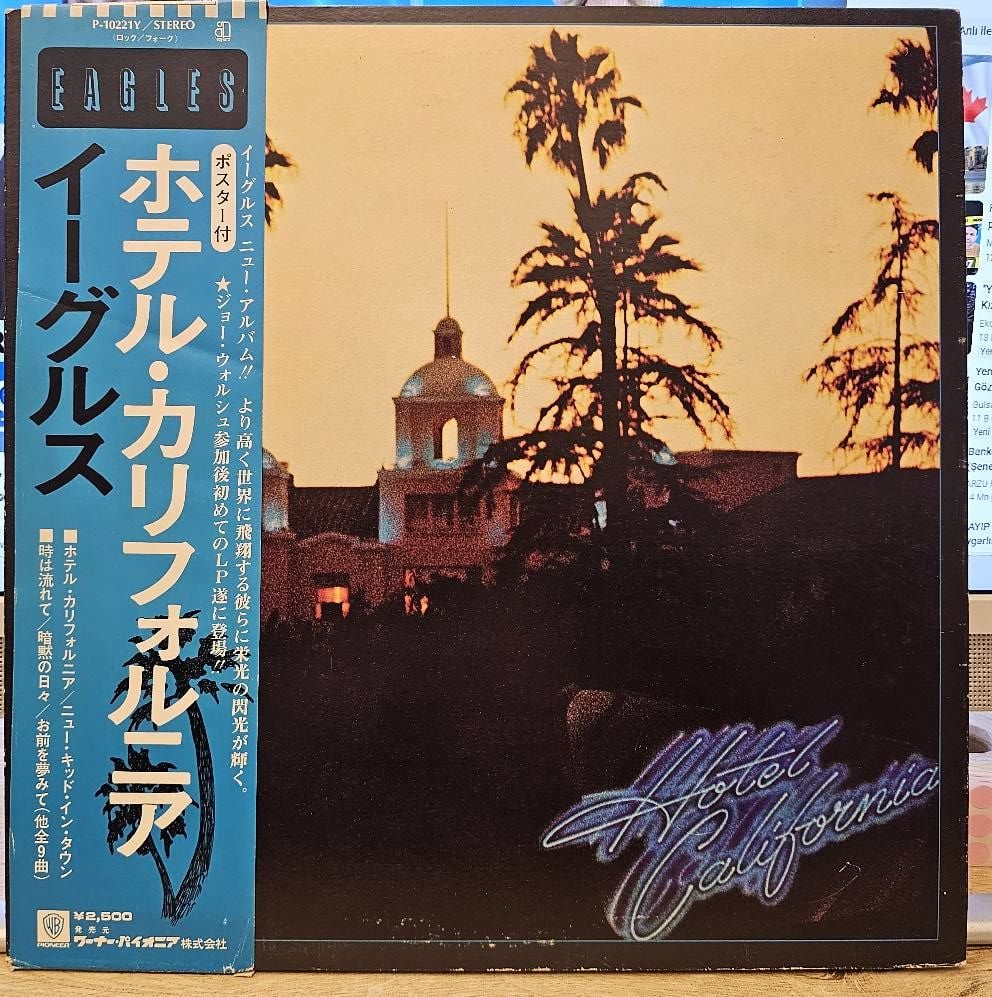 P-10221Y／STEREO
(ロック／フォーク)
EAGLES
イーグルス ニュー・アルバム!! より高く世界に飛翔する彼らに栄光の閃光が輝く。
ポスター付
★ジョー・ウォルシュ参加後初めてのLP遂に登場!!
ホテル・カリフォルニア
イーグルス
■ホテル・カリフォルニア／ニュー・キッド・イン・タウン
■時は流れて／暗黙の日々／お前を夢みて(他全9曲)
WB
PIONEER
¥2,500
発売元
ワーナー・パイオニア株式会社
Hotel
California